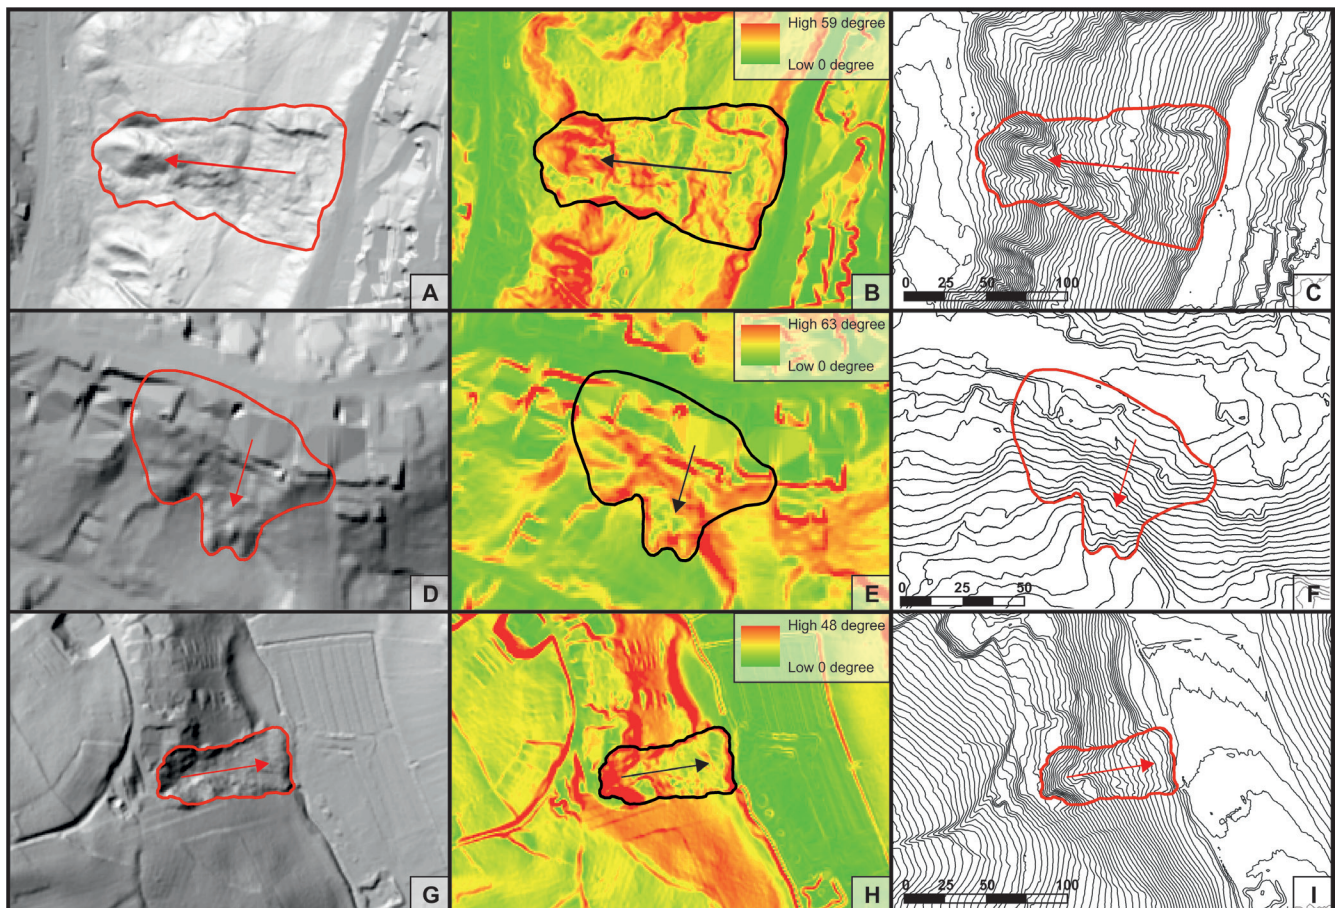 High 59 degree
Low 0 degree
A
B
0 25 50 100
C
High 63 degree
Low 0 degree
D
E
0 25 50
F
High 48 degree
Low 0 degree
G
H
0 25 50 100
I